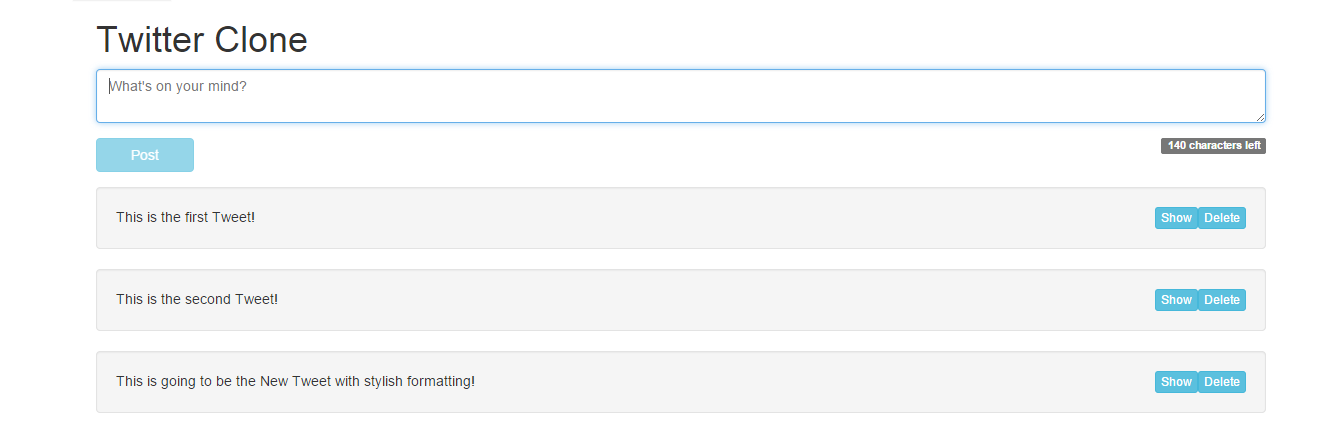 Twitter Clone
What's on your mind?
Post
140 characters left
This is the first Tweet!
Show Delete
This is the second Tweet!
Show Delete
This is going to be the New Tweet with stylish formatting!
Show Delete